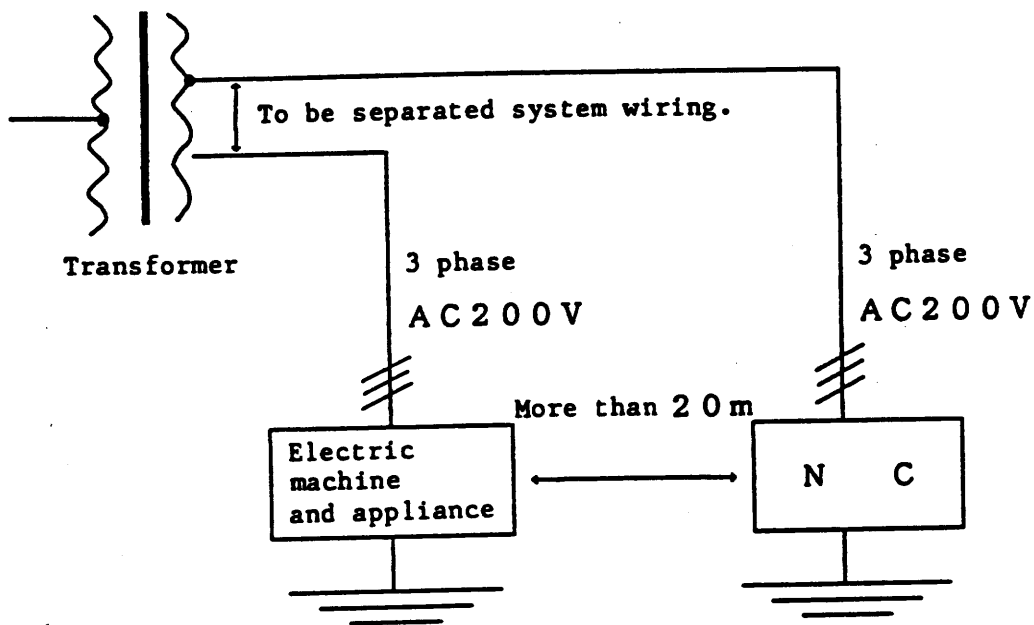 To be separated system wiring.
Transformer
3 phase
AC200V
3 phase
AC200V
More than 20m
Electric
machine
and appliance
N C